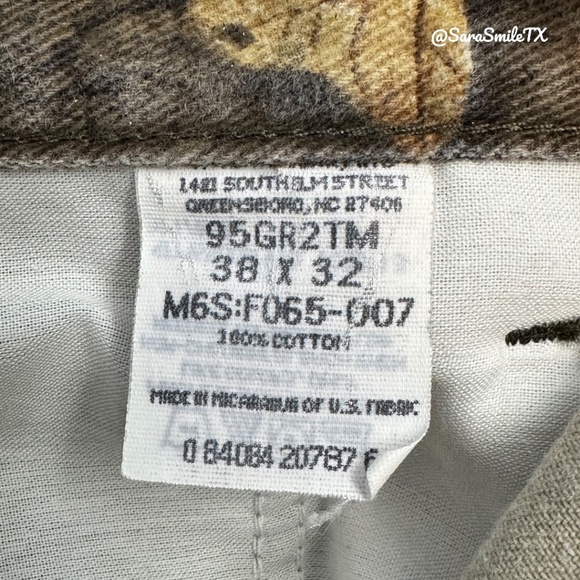 @SaraSmileTX
1421 SOUTH ELM STREET
GREENSBORO, NC 27406
95GR2TM
38 X 32
M6S:F065-007
100% COTTON
MADE IN NICARAGUA OF U.S. FABRIC
0 84084 20787 6